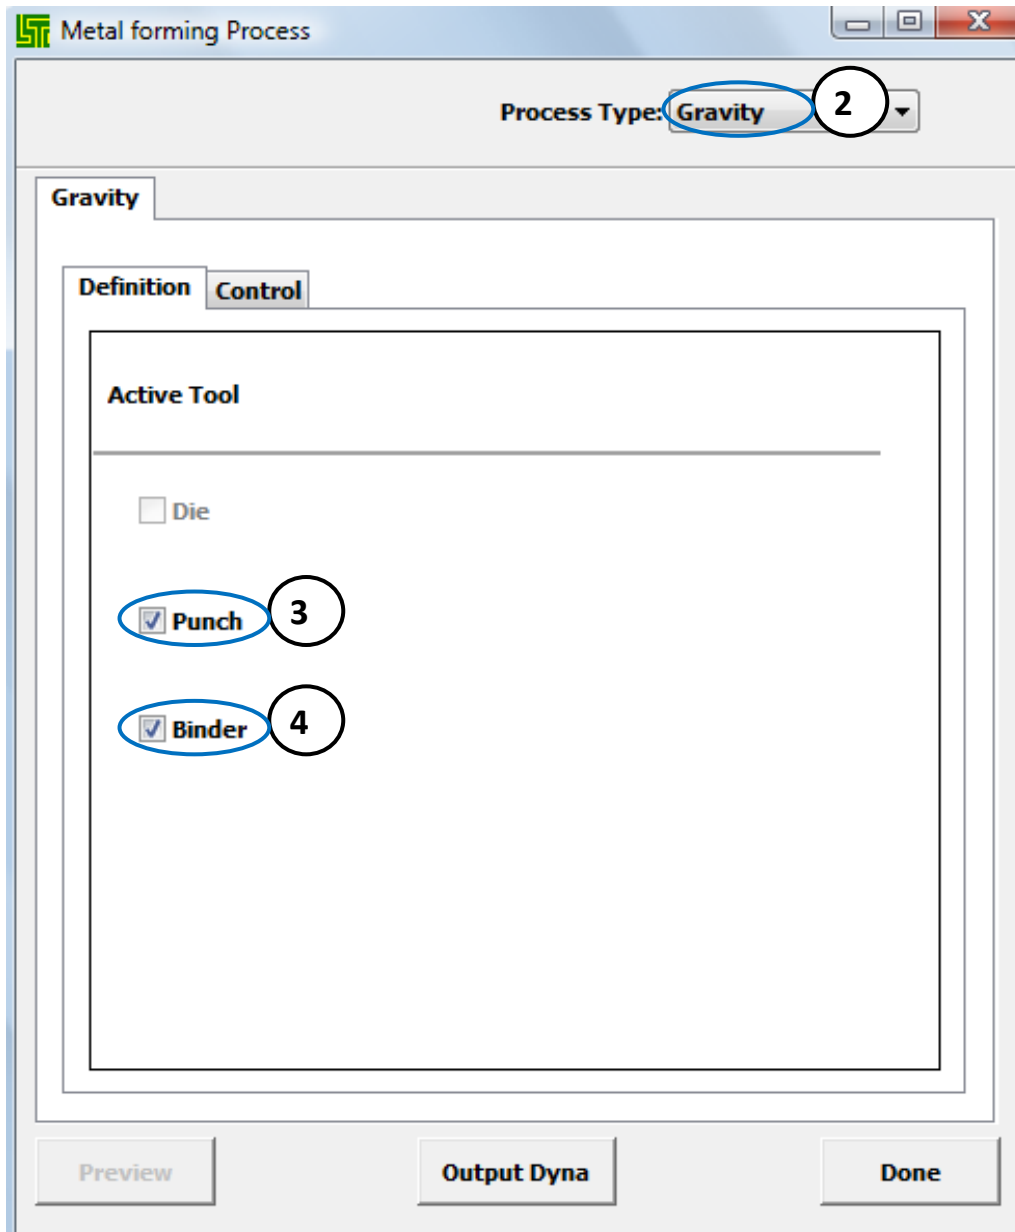 Metal forming Process
Process Type: Gravity 2
Gravity
Definition Control
Active Tool
Die
Punch 3
Binder 4
Preview Output Dyna Done